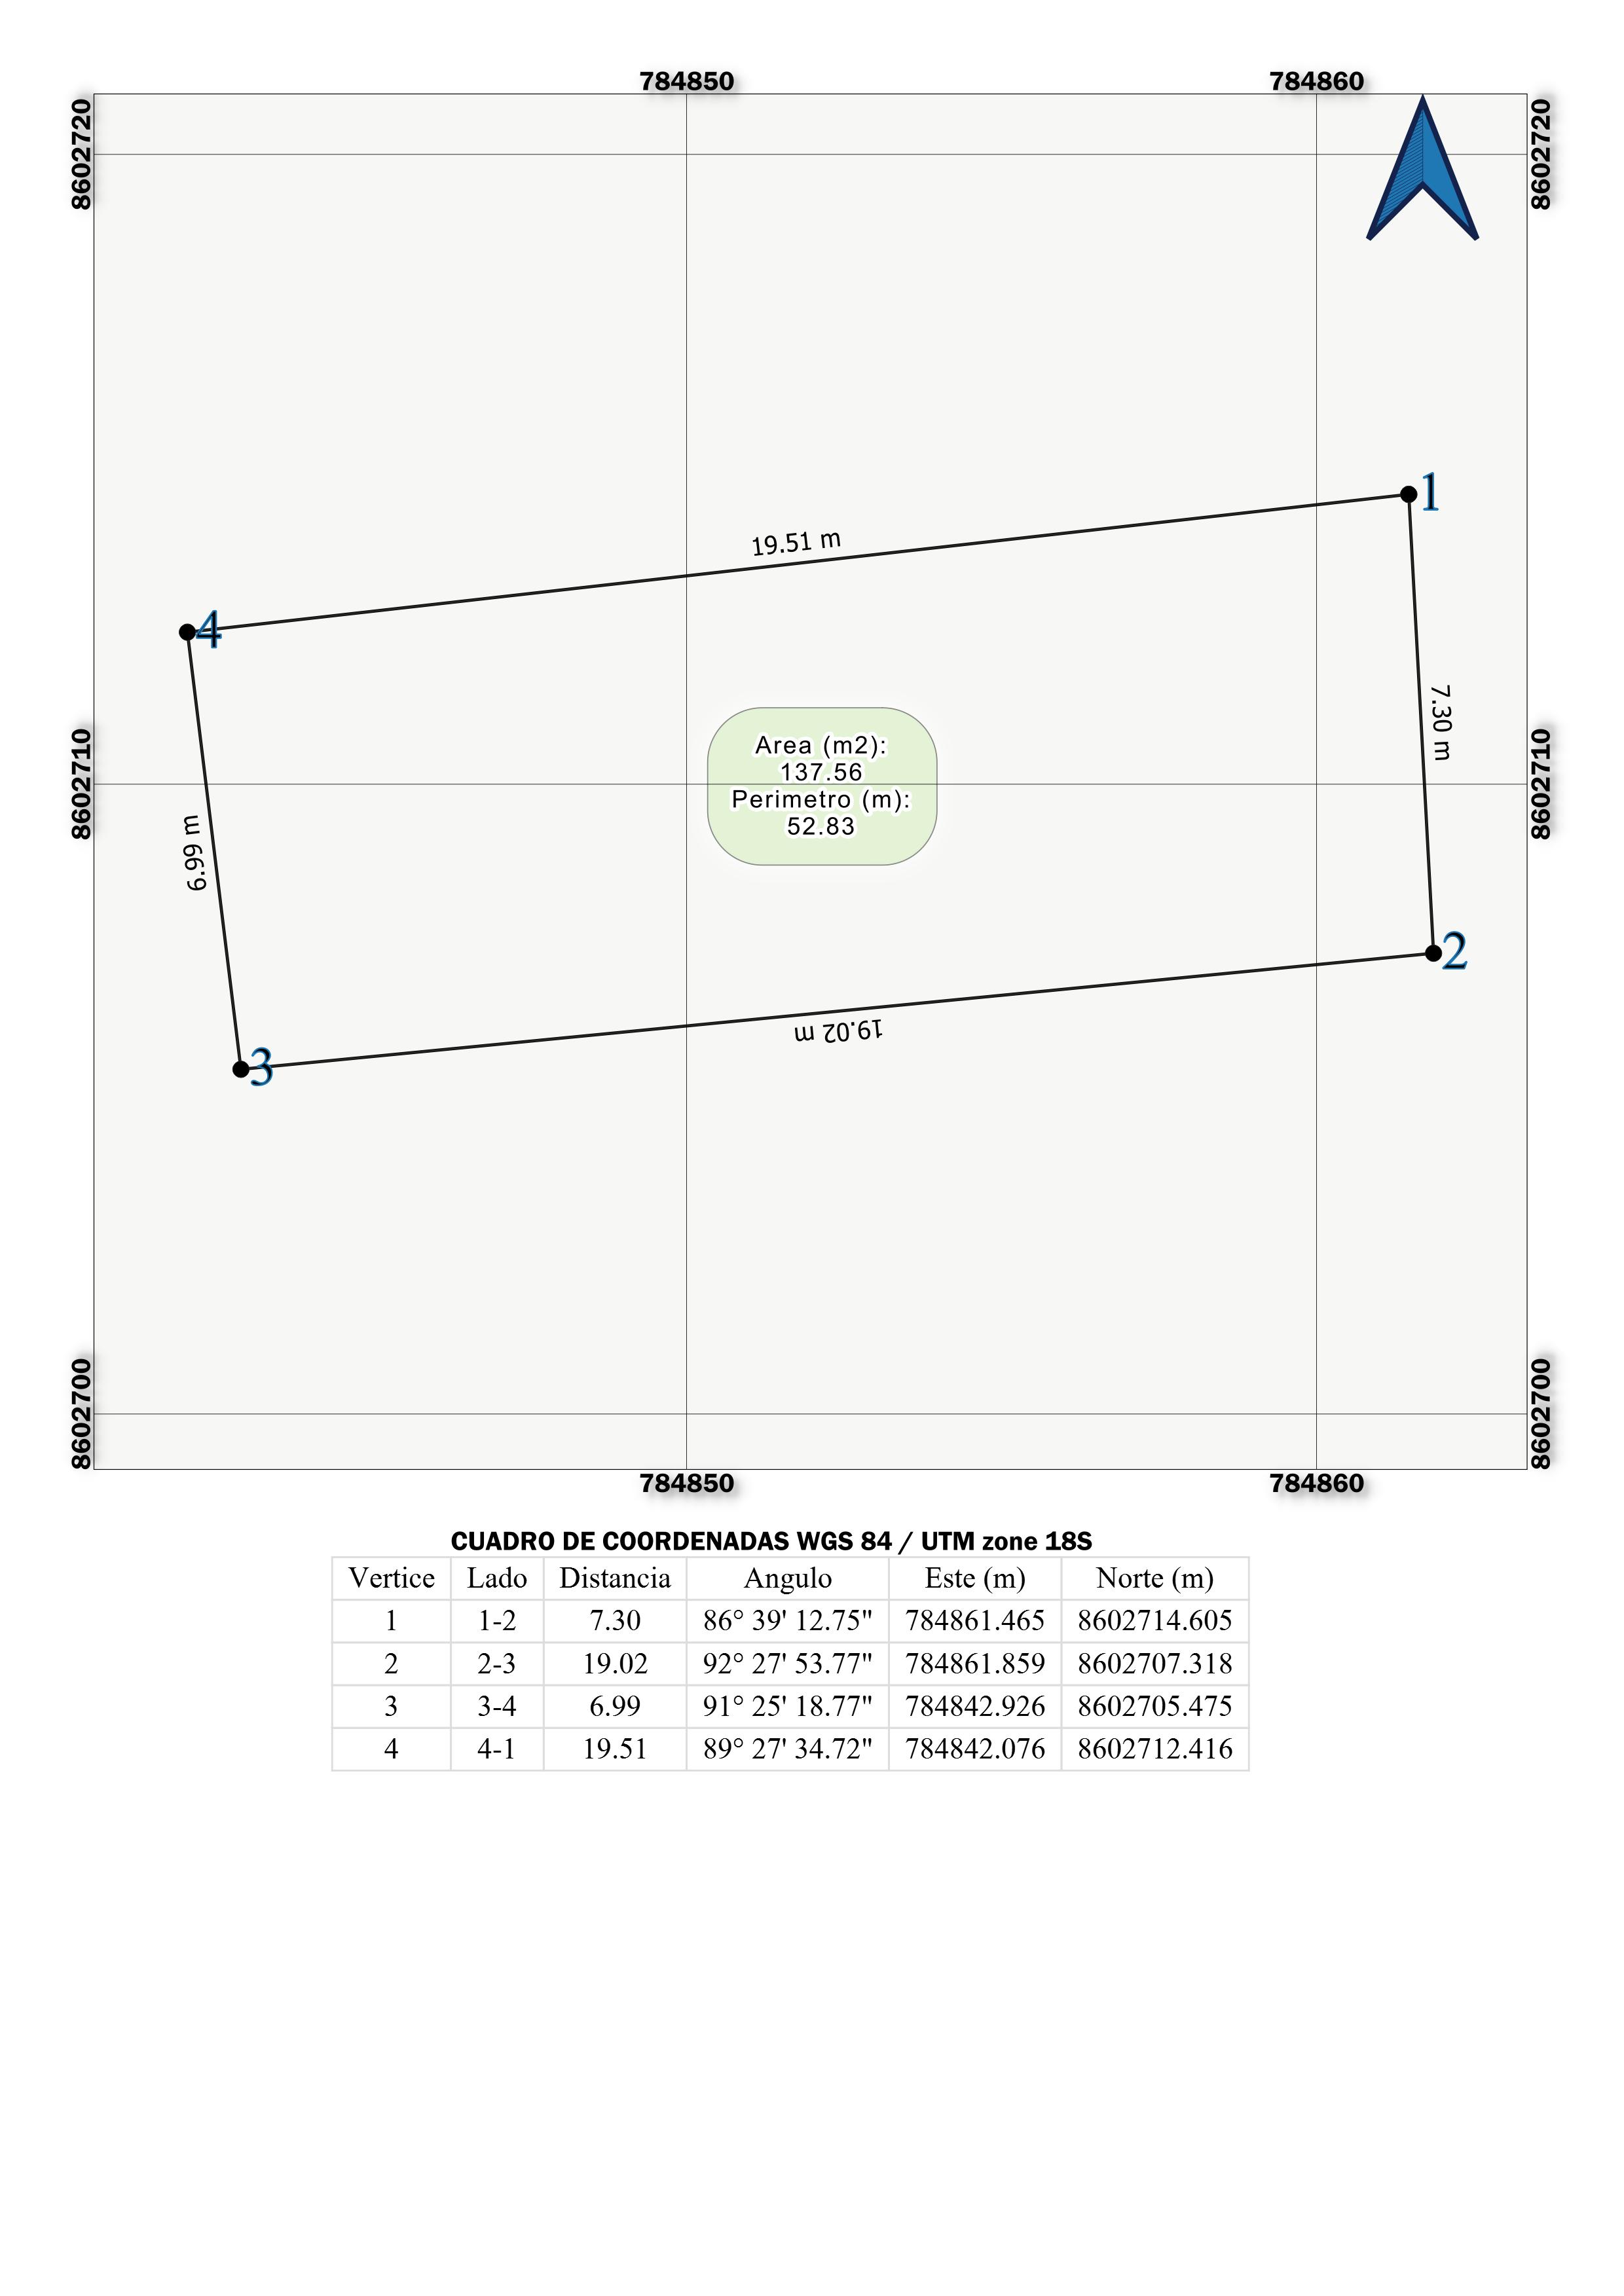 784850 784860
8602720 8602720
1
19.51 m
4
7.30 m
Area (m2):
137.56
Perimetro (m):
52.83
8602710 8602710
6.99 m
2
19.02 m
3
8602700 8602700
784850 784860
CUADRO DE COORDENADAS WGS 84 / UTM zone 18S
Vertice Lado Distancia Angulo Este (m) Norte (m)
1 1-2 7.30 86° 39' 12.75" 784861.465 8602714.605
2 2-3 19.02 92° 27' 53.77" 784861.859 8602707.318
3 3-4 6.99 91° 25' 18.77" 784842.926 8602705.475
4 4-1 19.51 89° 27' 34.72" 784842.076 8602712.416